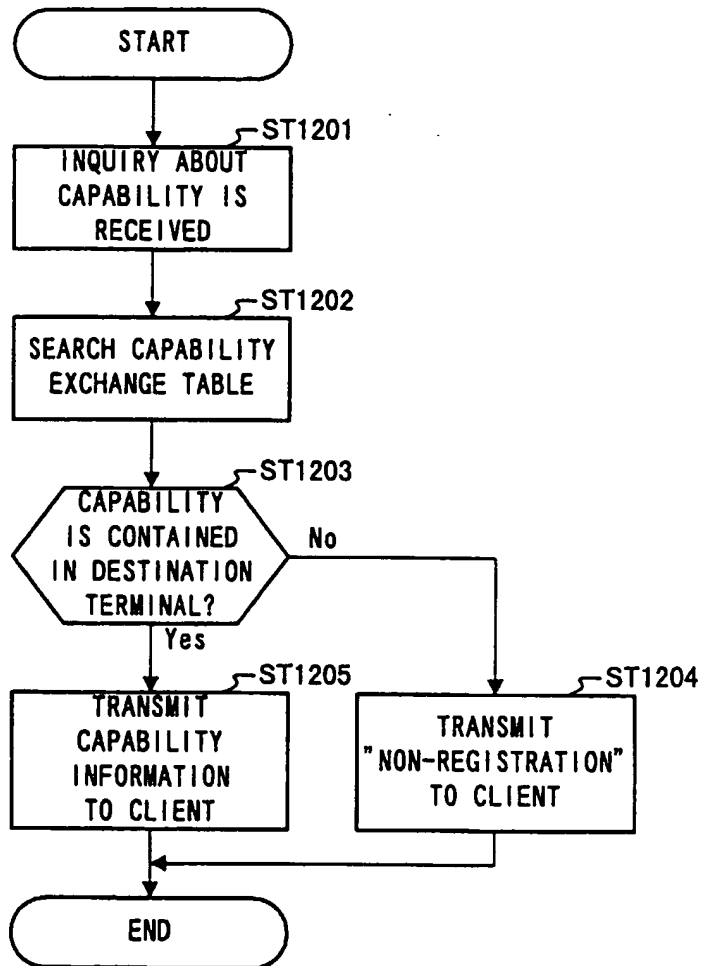 START
ST1201
INQUIRY ABOUT
CAPABILITY IS
RECEIVED
ST1202
SEARCH CAPABILITY
EXCHANGE TABLE
ST1203
CAPABILITY
IS CONTAINED
IN DESTINATION
TERMINAL?
No
Yes
ST1205
TRANSMIT
CAPABILITY
INFORMATION
TO CLIENT
ST1204
TRANSMIT
"NON-REGISTRATION"
TO CLIENT
END